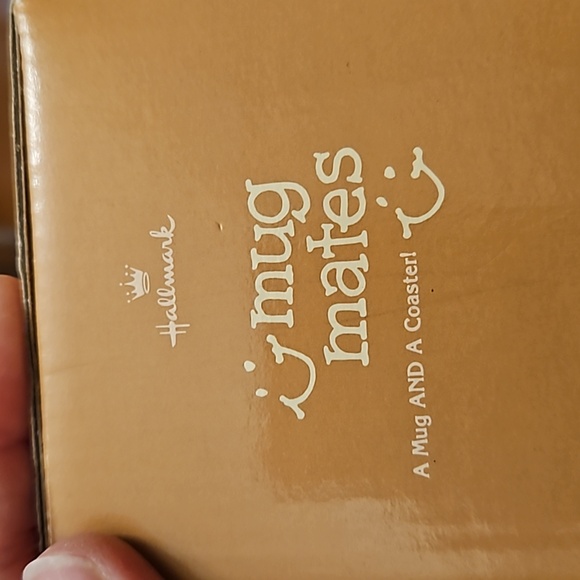 Hallmark
mug
mates
A Mug AND A Coaster!